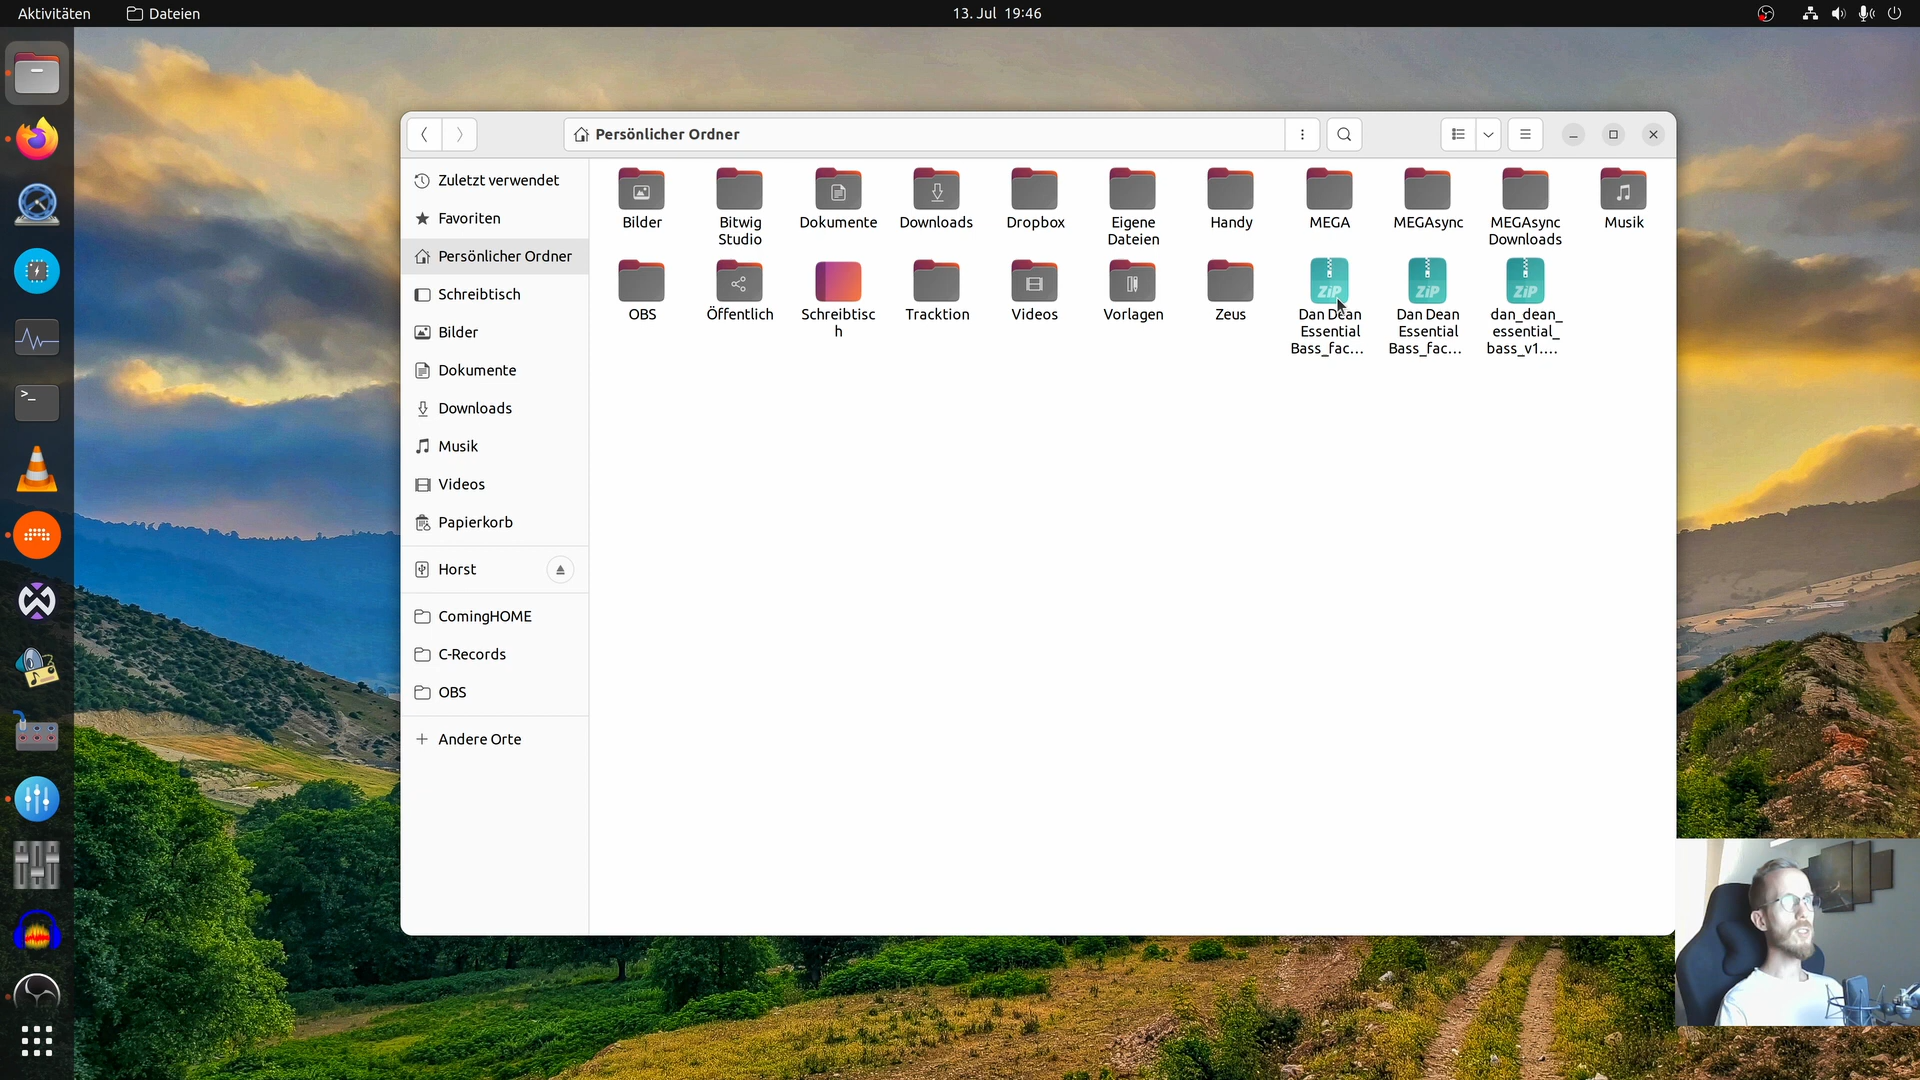 Aktivitäten
Dateien
13. Jul 19:46
Persönlicher Ordner
Zuletzt verwendet
Favoriten
Persönlicher Ordner
Schreibtisch
Bilder
Dokumente
Downloads
Musik
Videos
Papierkorb
Horst
ComingHOME
C-Records
OBS
Andere Orte
Bilder
Bitwig
Studio
Dokumente
Downloads
Dropbox
Eigene
Dateien
Handy
MEGA
MEGAsync
MEGAsync
Downloads
Musik
OBS
Öffentlich
Schreibtisc
h
Tracktion
Videos
Vorlagen
Zeus
ZiP
Dan Dean
Essential
Bass_fac...
ZiP
Dan Dean
Essential
Bass_fac...
ZiP
dan_dean_
essential_
bass_v1....
>_